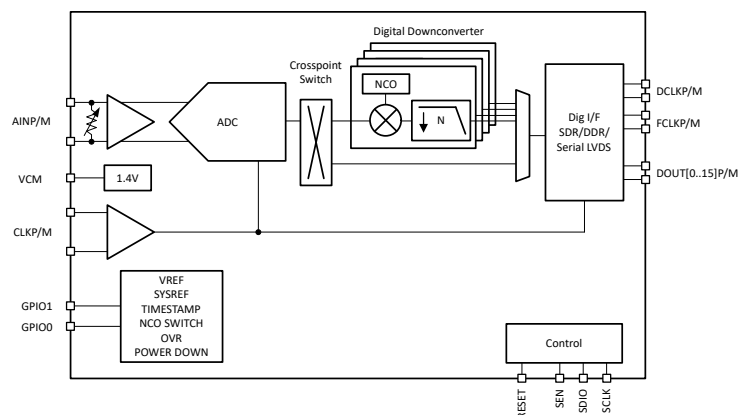 Digital Downconverter
Crosspoint
Switch
NCO
N
ADC
Dig I/F
SDR/DDR/
Serial LVDS
DCLKP/M
FCLKP/M
DOUT[0..15]P/M
AINP/M
VCM
1.4V
CLKP/M
GPIO1
GPIO0
VREF
SYSREF
TIMESTAMP
NCO SWITCH
OVR
POWER DOWN
Control
SEN
SDIO
SCLK